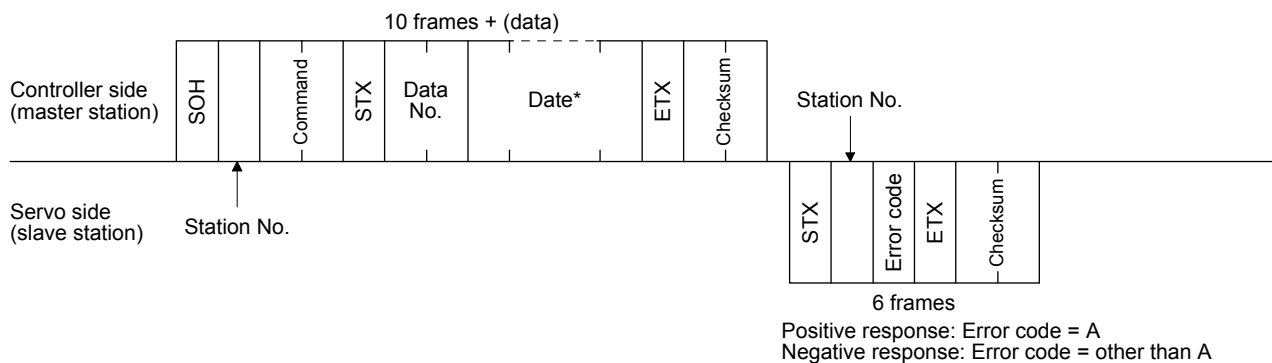 10 frames + (data)
Controller side
(master station)
SOH
Command
STX
Data
No.
Date*
ETX
Checksum
Station No.
Servo side
(slave station)
Station No.
STX
Error code
ETX
Checksum
6 frames
Positive response: Error code = A
Negative response: Error code = other than A